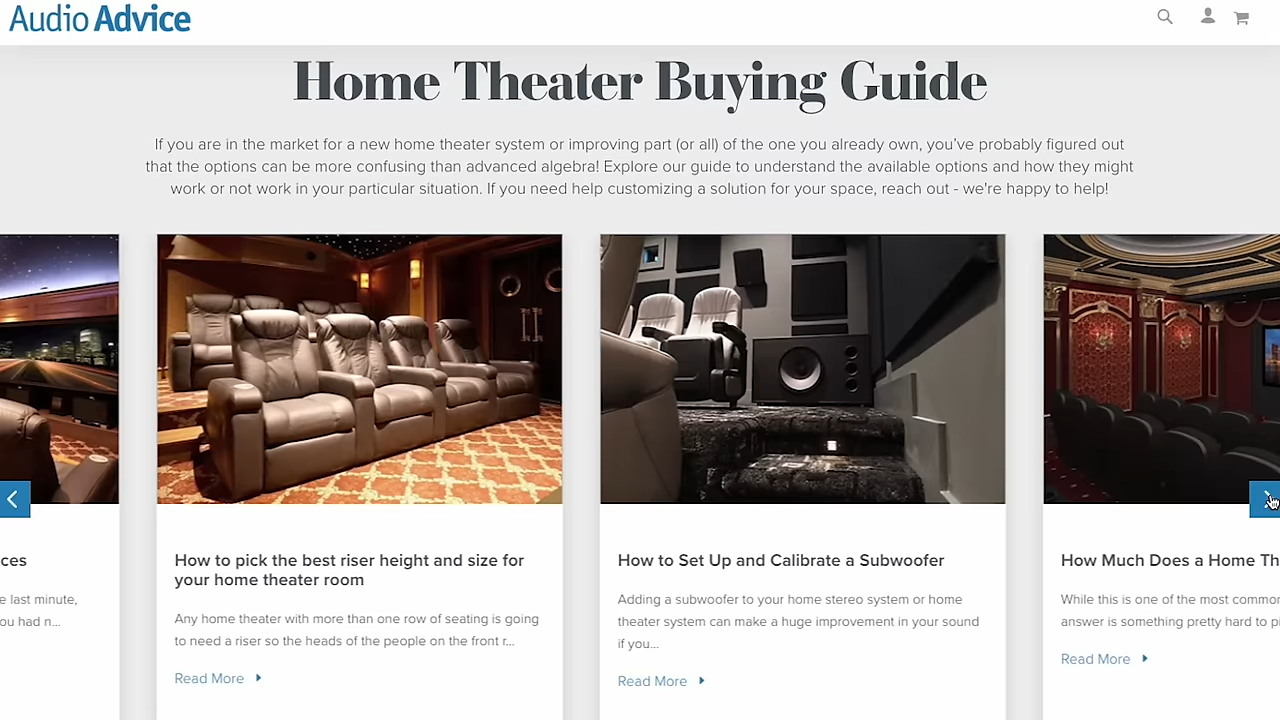 Audio Advice
Home Theater Buying Guide
If you are in the market for a new home theater system or improving part (or all) of the one you already own, you’ve probably figured out
that the options can be more confusing than advanced algebra! Explore our guide to understand the available options and how they might
work or not work in your particular situation. If you need help customizing a solution for your space, reach out - we're happy to help!
ces
e last minute,
ou had n...
How to pick the best riser height and size for
your home theater room
Any home theater with more than one row of seating is going
to need a riser so the heads of the people on the front r...
Read More
How to Set Up and Calibrate a Subwoofer
Adding a subwoofer to your home stereo system or home
theater system can make a huge improvement in your sound
if you...
Read More
How Much Does a Home Th
While this is one of the most common
answer is something pretty hard to pi
Read More